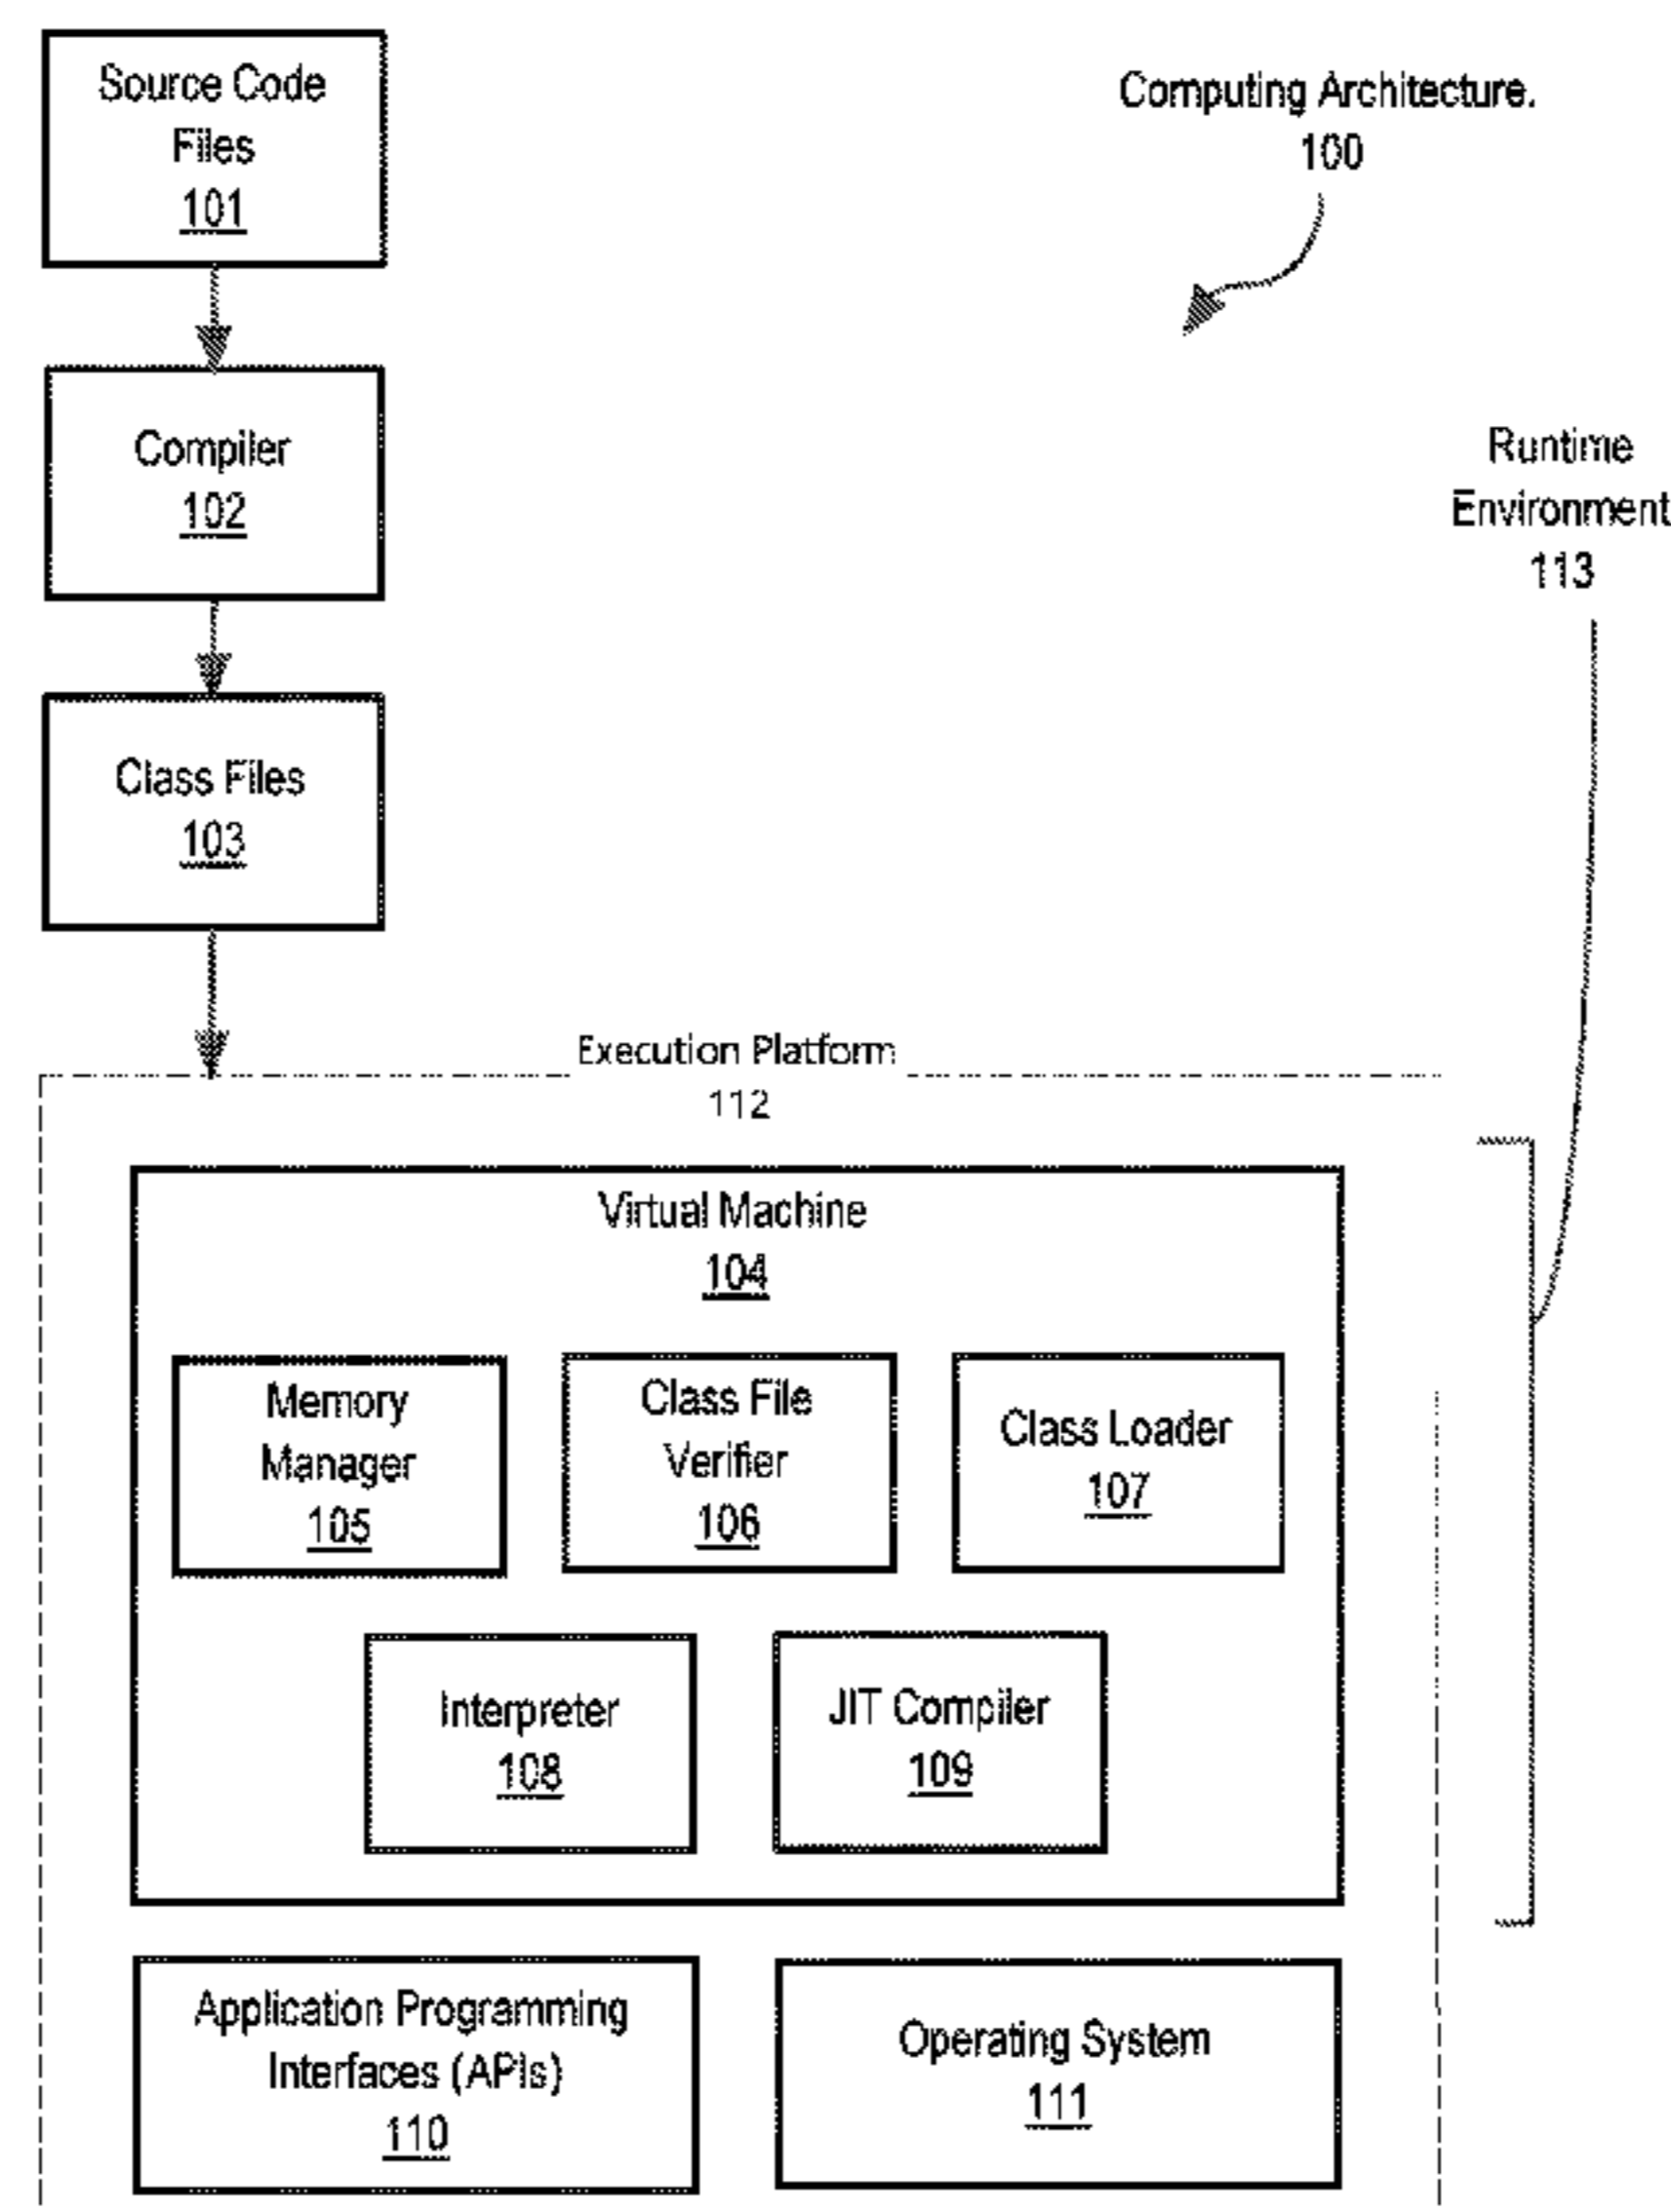 Source Code
Files
101
Computing Architecture.
100
Compiler
102
Runtime
Environment
113
Class Files
103
Execution Platform
112
Virtual Machine
104
Memory
Manager
105
Class File
Verifier
106
Class Loader
107
Interpreter
108
JIT Compiler
109
Application Programming
Interfaces (APIs)
110
Operating System
111